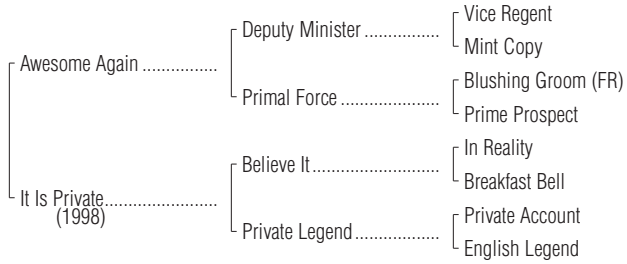 Vice Regent
Deputy Minister ................
Mint Copy
Awesome Again ................
Blushing Groom (FR)
Primal Force .....................
Prime Prospect
In Reality
Believe It ...........................
Breakfast Bell
It Is Private ........................
(1998)
Private Account
Private Legend ..................
English Legend